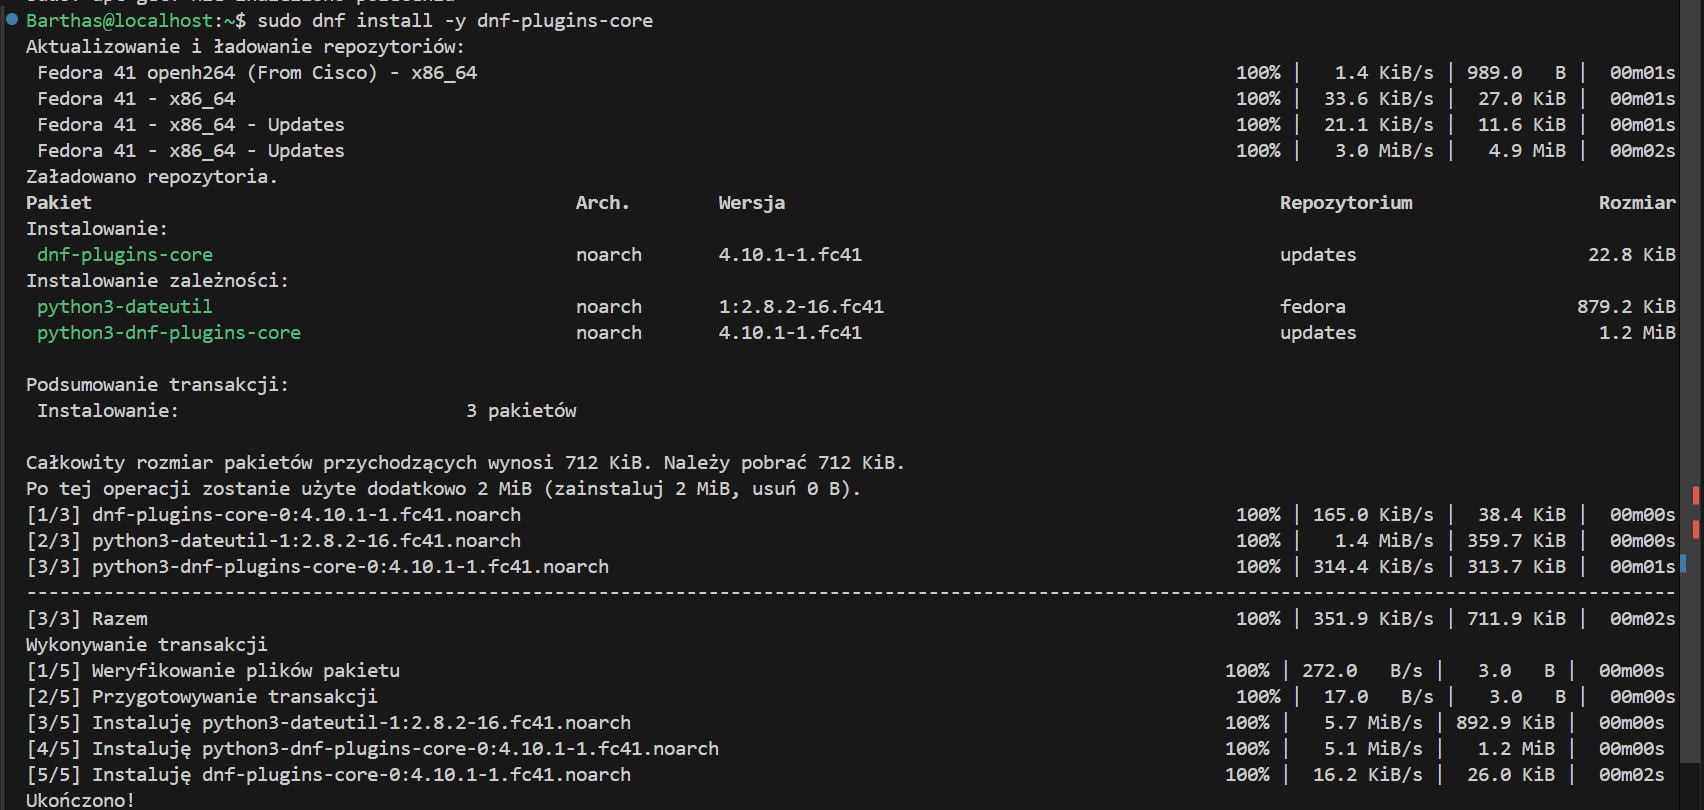 Barthas@localhost:~$ sudo dnf install -y dnf-plugins-core
Aktualizowanie i ładowanie repozytoriów:
Fedora 41 openh264 (From Cisco) - x86_64 100% | 1.4 KiB/s | 989.0 B | 00m01s
Fedora 41 - x86_64 100% | 33.6 KiB/s | 27.0 KiB | 00m01s
Fedora 41 - x86_64 - Updates 100% | 21.1 KiB/s | 11.6 KiB | 00m01s
Fedora 41 - x86_64 - Updates 100% | 3.0 MiB/s | 4.9 MiB | 00m02s
Załadowano repozytoria.
Pakiet Arch. Wersja Repozytorium Rozmiar
Instalowanie:
dnf-plugins-core noarch 4.10.1-1.fc41 updates 22.8 KiB
Instalowanie zależności:
python3-dateutil noarch 1:2.8.2-16.fc41 fedora 879.2 KiB
python3-dnf-plugins-core noarch 4.10.1-1.fc41 updates 1.2 MiB
Podsumowanie transakcji:
Instalowanie: 3 pakietów
Całkowity rozmiar pakietów przychodzących wynosi 712 KiB. Należy pobrać 712 KiB.
Po tej operacji zostanie użyte dodatkowo 2 MiB (zainstaluj 2 MiB, usuń 0 B).
[1/3] dnf-plugins-core-0:4.10.1-1.fc41.noarch 100% | 165.0 KiB/s | 38.4 KiB | 00m00s
[2/3] python3-dateutil-1:2.8.2-16.fc41.noarch 100% | 1.4 MiB/s | 359.7 KiB | 00m00s
[3/3] python3-dnf-plugins-core-0:4.10.1-1.fc41.noarch 100% | 314.4 KiB/s | 313.7 KiB | 00m01s
------------------------------------------------------------------------------------------------------------------------------------------------------
[3/3] Razem 100% | 351.9 KiB/s | 711.9 KiB | 00m02s
Wykonywanie transakcji
[1/5] Weryfikowanie plików pakietu 100% | 272.0 B/s | 3.0 B | 00m00s
[2/5] Przygotowywanie transakcji 100% | 17.0 B/s | 3.0 B | 00m00s
[3/5] Instaluję python3-dateutil-1:2.8.2-16.fc41.noarch 100% | 5.7 MiB/s | 892.9 KiB | 00m00s
[4/5] Instaluję python3-dnf-plugins-core-0:4.10.1-1.fc41.noarch 100% | 5.1 MiB/s | 1.2 MiB | 00m00s
[5/5] Instaluję dnf-plugins-core-0:4.10.1-1.fc41.noarch 100% | 16.2 KiB/s | 26.0 KiB | 00m02s
Ukończono!